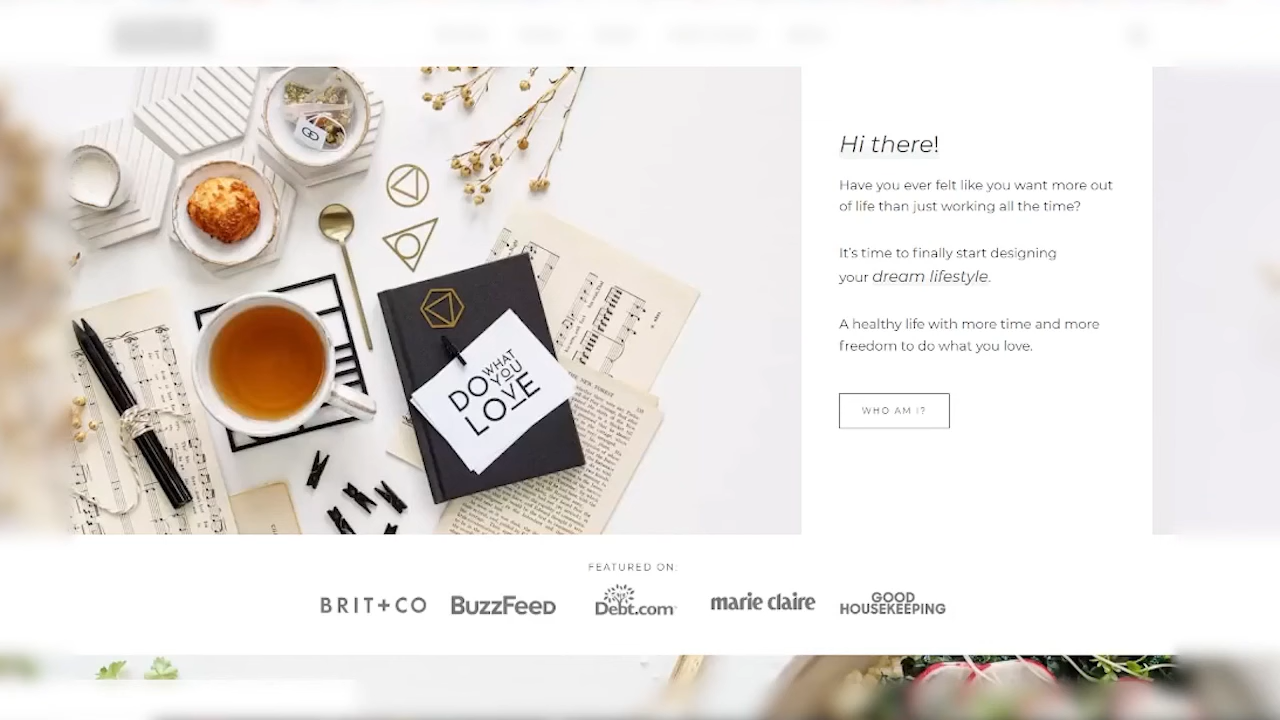 Hi there!
Have you ever felt like you want more out
of life than just working all the time?
It's time to finally start designing
your dream lifestyle.
A healthy life with more time and more
freedom to do what you love.
WHO AM I?
DO WHAT
YOU
LOVE
FEATURED ON:
BRIT+CO BuzzFeed Debt.com marie claire GOOD
HOUSEKEEPING